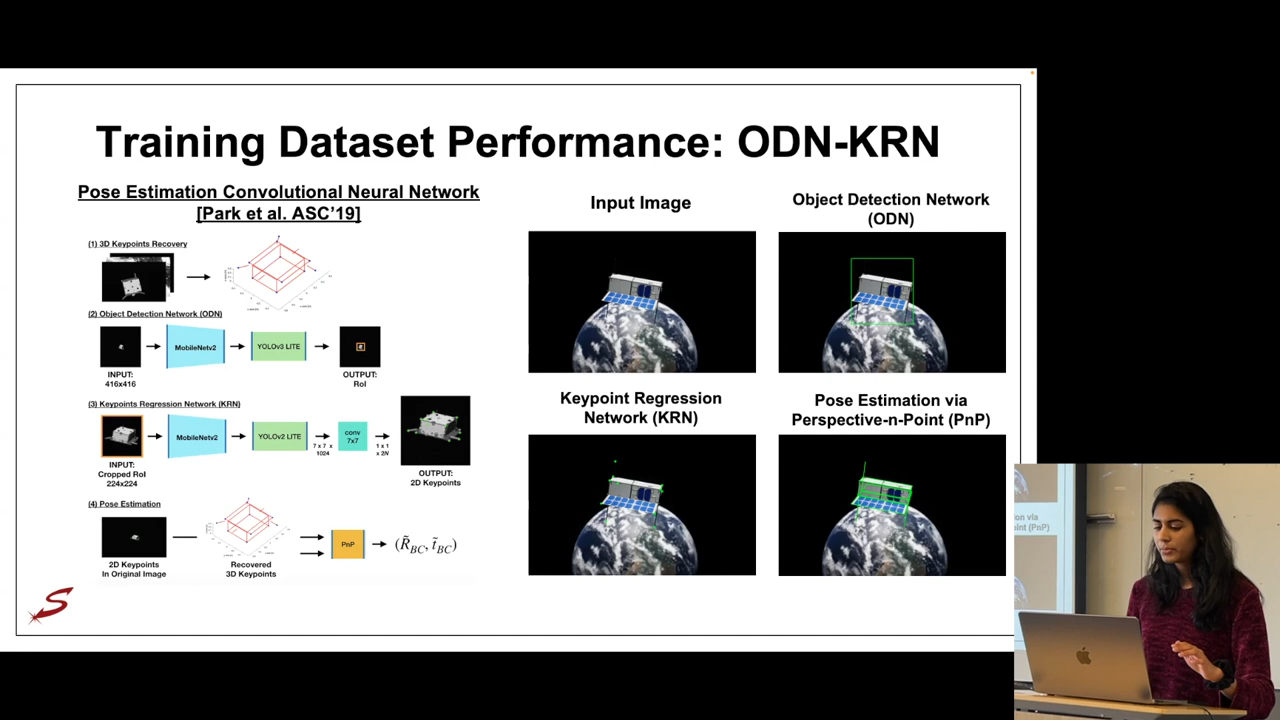 Training Dataset Performance: ODN-KRN
Pose Estimation Convolutional Neural Network
[Park et al. ASC’19]
(1) 3D Keypoints Recovery
(2) Object Detection Network (ODN)
MobileNetv2
YOLOv3 LITE
INPUT:
416x416
OUTPUT:
RoI
(3) Keypoints Regression Network (KRN)
MobileNetv2
YOLOv2 LITE
7 x 7 x
1024
conv
7x7
1 x 1
x 2N
INPUT:
Cropped RoI
224x224
OUTPUT:
2D Keypoints
(4) Pose Estimation
PnP
(R̃_BC, t̃_BC)
2D Keypoints
In Original Image
Recovered
3D Keypoints
Input Image
Object Detection Network
(ODN)
Keypoint Regression
Network (KRN)
Pose Estimation via
Perspective-n-Point (PnP)